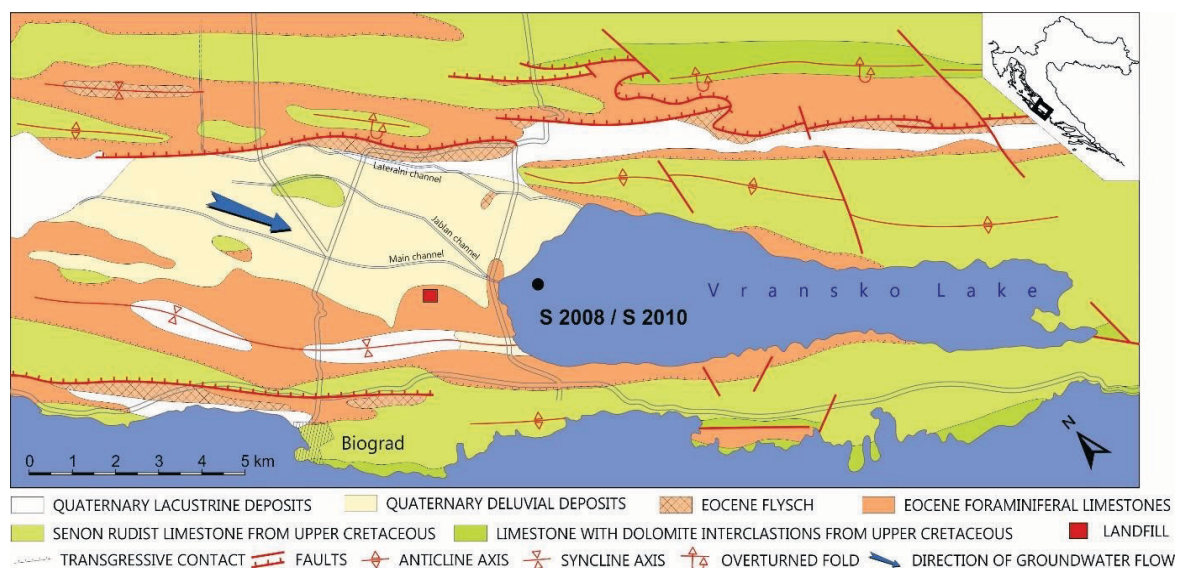 Lateralni channel
Jablan channel
Main channel
V r a n s k o L a k e
S 2008 / S 2010
Biograd
N
0 1 2 3 4 5 km
QUATERNARY LACUSTRINE DEPOSITS QUATERNARY DELUVIAL DEPOSITS EOCENE FLYSCH EOCENE FORAMINIFERAL LIMESTONES
SENON RUDIST LIMESTONE FROM UPPER CRETACEOUS LIMESTONE WITH DOLOMITE INTERCLASTIONS FROM UPPER CRETACEOUS LANDFILL
TRANSGRESSIVE CONTACT FAULTS ANTICLINE AXIS SYNCLINE AXIS OVERTURNED FOLD DIRECTION OF GROUNDWATER FLOW